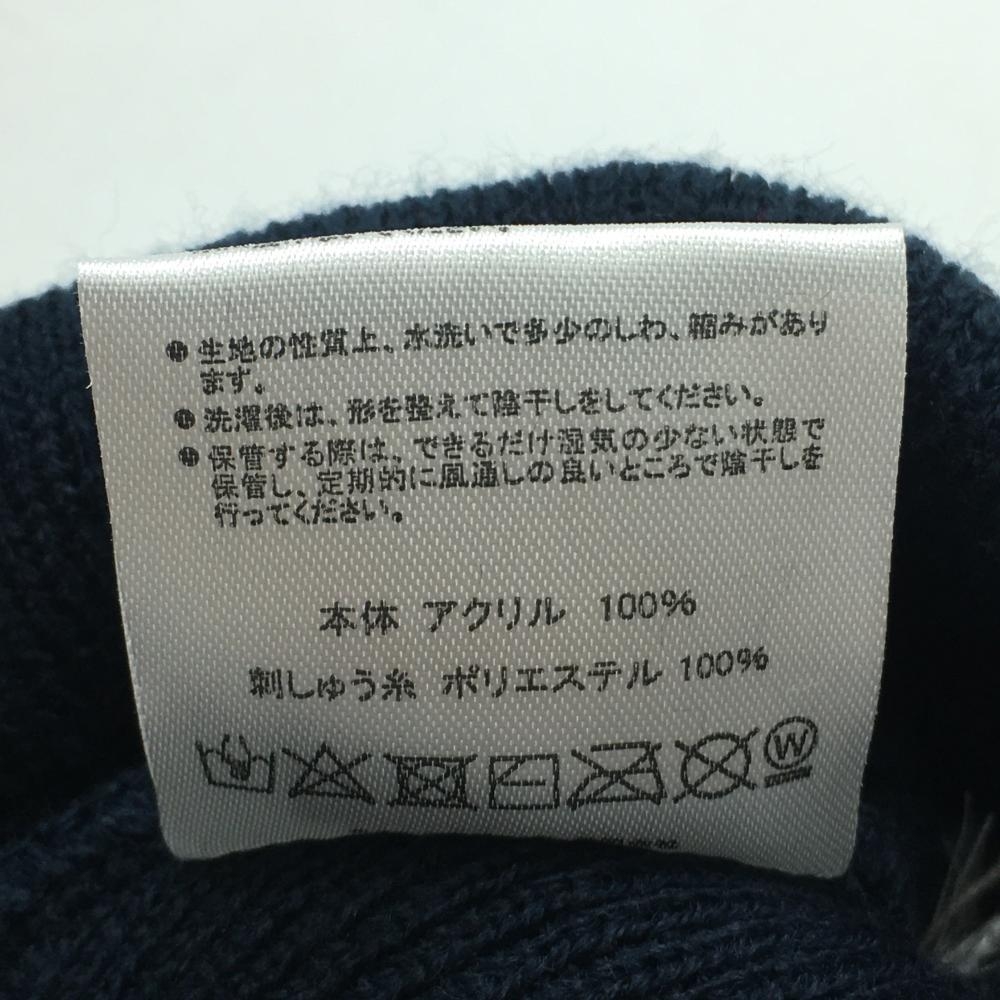 ●生地の性質上、水洗いで多少のしわ、縮みがあり
ます。
●洗濯後は、形を整えて陰干しをしてください。
●保管する際は、できるだけ湿気の少ない状態で
保管し、定期的に風通しの良いところで陰干しを
行ってください。
本体 アクリル 100%
刺しゅう糸 ポリエステル 100%
W